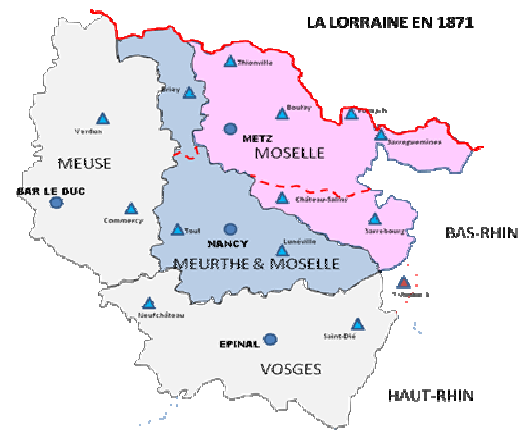 LA LORRAINE EN 1871
Thionville
Briey
Boulay
Verdun
METZ
MOSELLE
Sarreguemines
MEUSE
BAR LE DUC
Château-Salins
Commercy
Toul
NANCY
Sarrebourg
BAS-RHIN
Lunéville
MEURTHE & MOSELLE
Neufchâteau
EPINAL
Saint-Dié
VOSGES
HAUT-RHIN